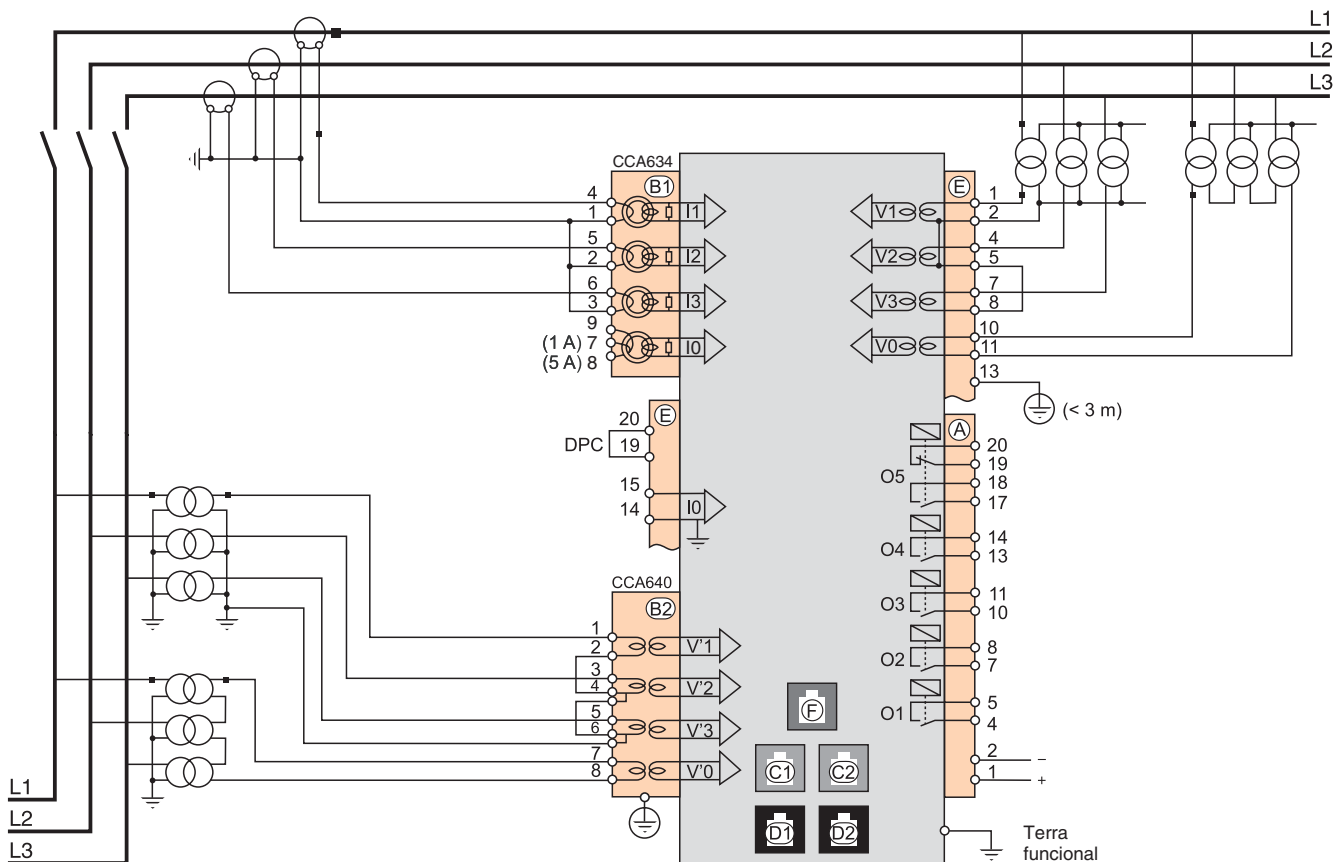 L1
L2
L3
CCA634
B1
4
1
I1
5
2
I2
6
3
I3
9
(1 A) 7
(5 A) 8
I0
E
V1
1
2
V2
4
5
V3
7
8
V0
10
11
13
(< 3 m)
E
20
DPC
19
15
14
I0
A
20
19
O5
18
17
14
O4
13
11
O3
10
8
O2
7
5
O1
4
2 –
1 +
CCA640
B2
1
2
V'1
3
4
V'2
5
6
V'3
7
8
V'0
F
C1
C2
D1
D2
L1
L2
L3
Terra
funcional